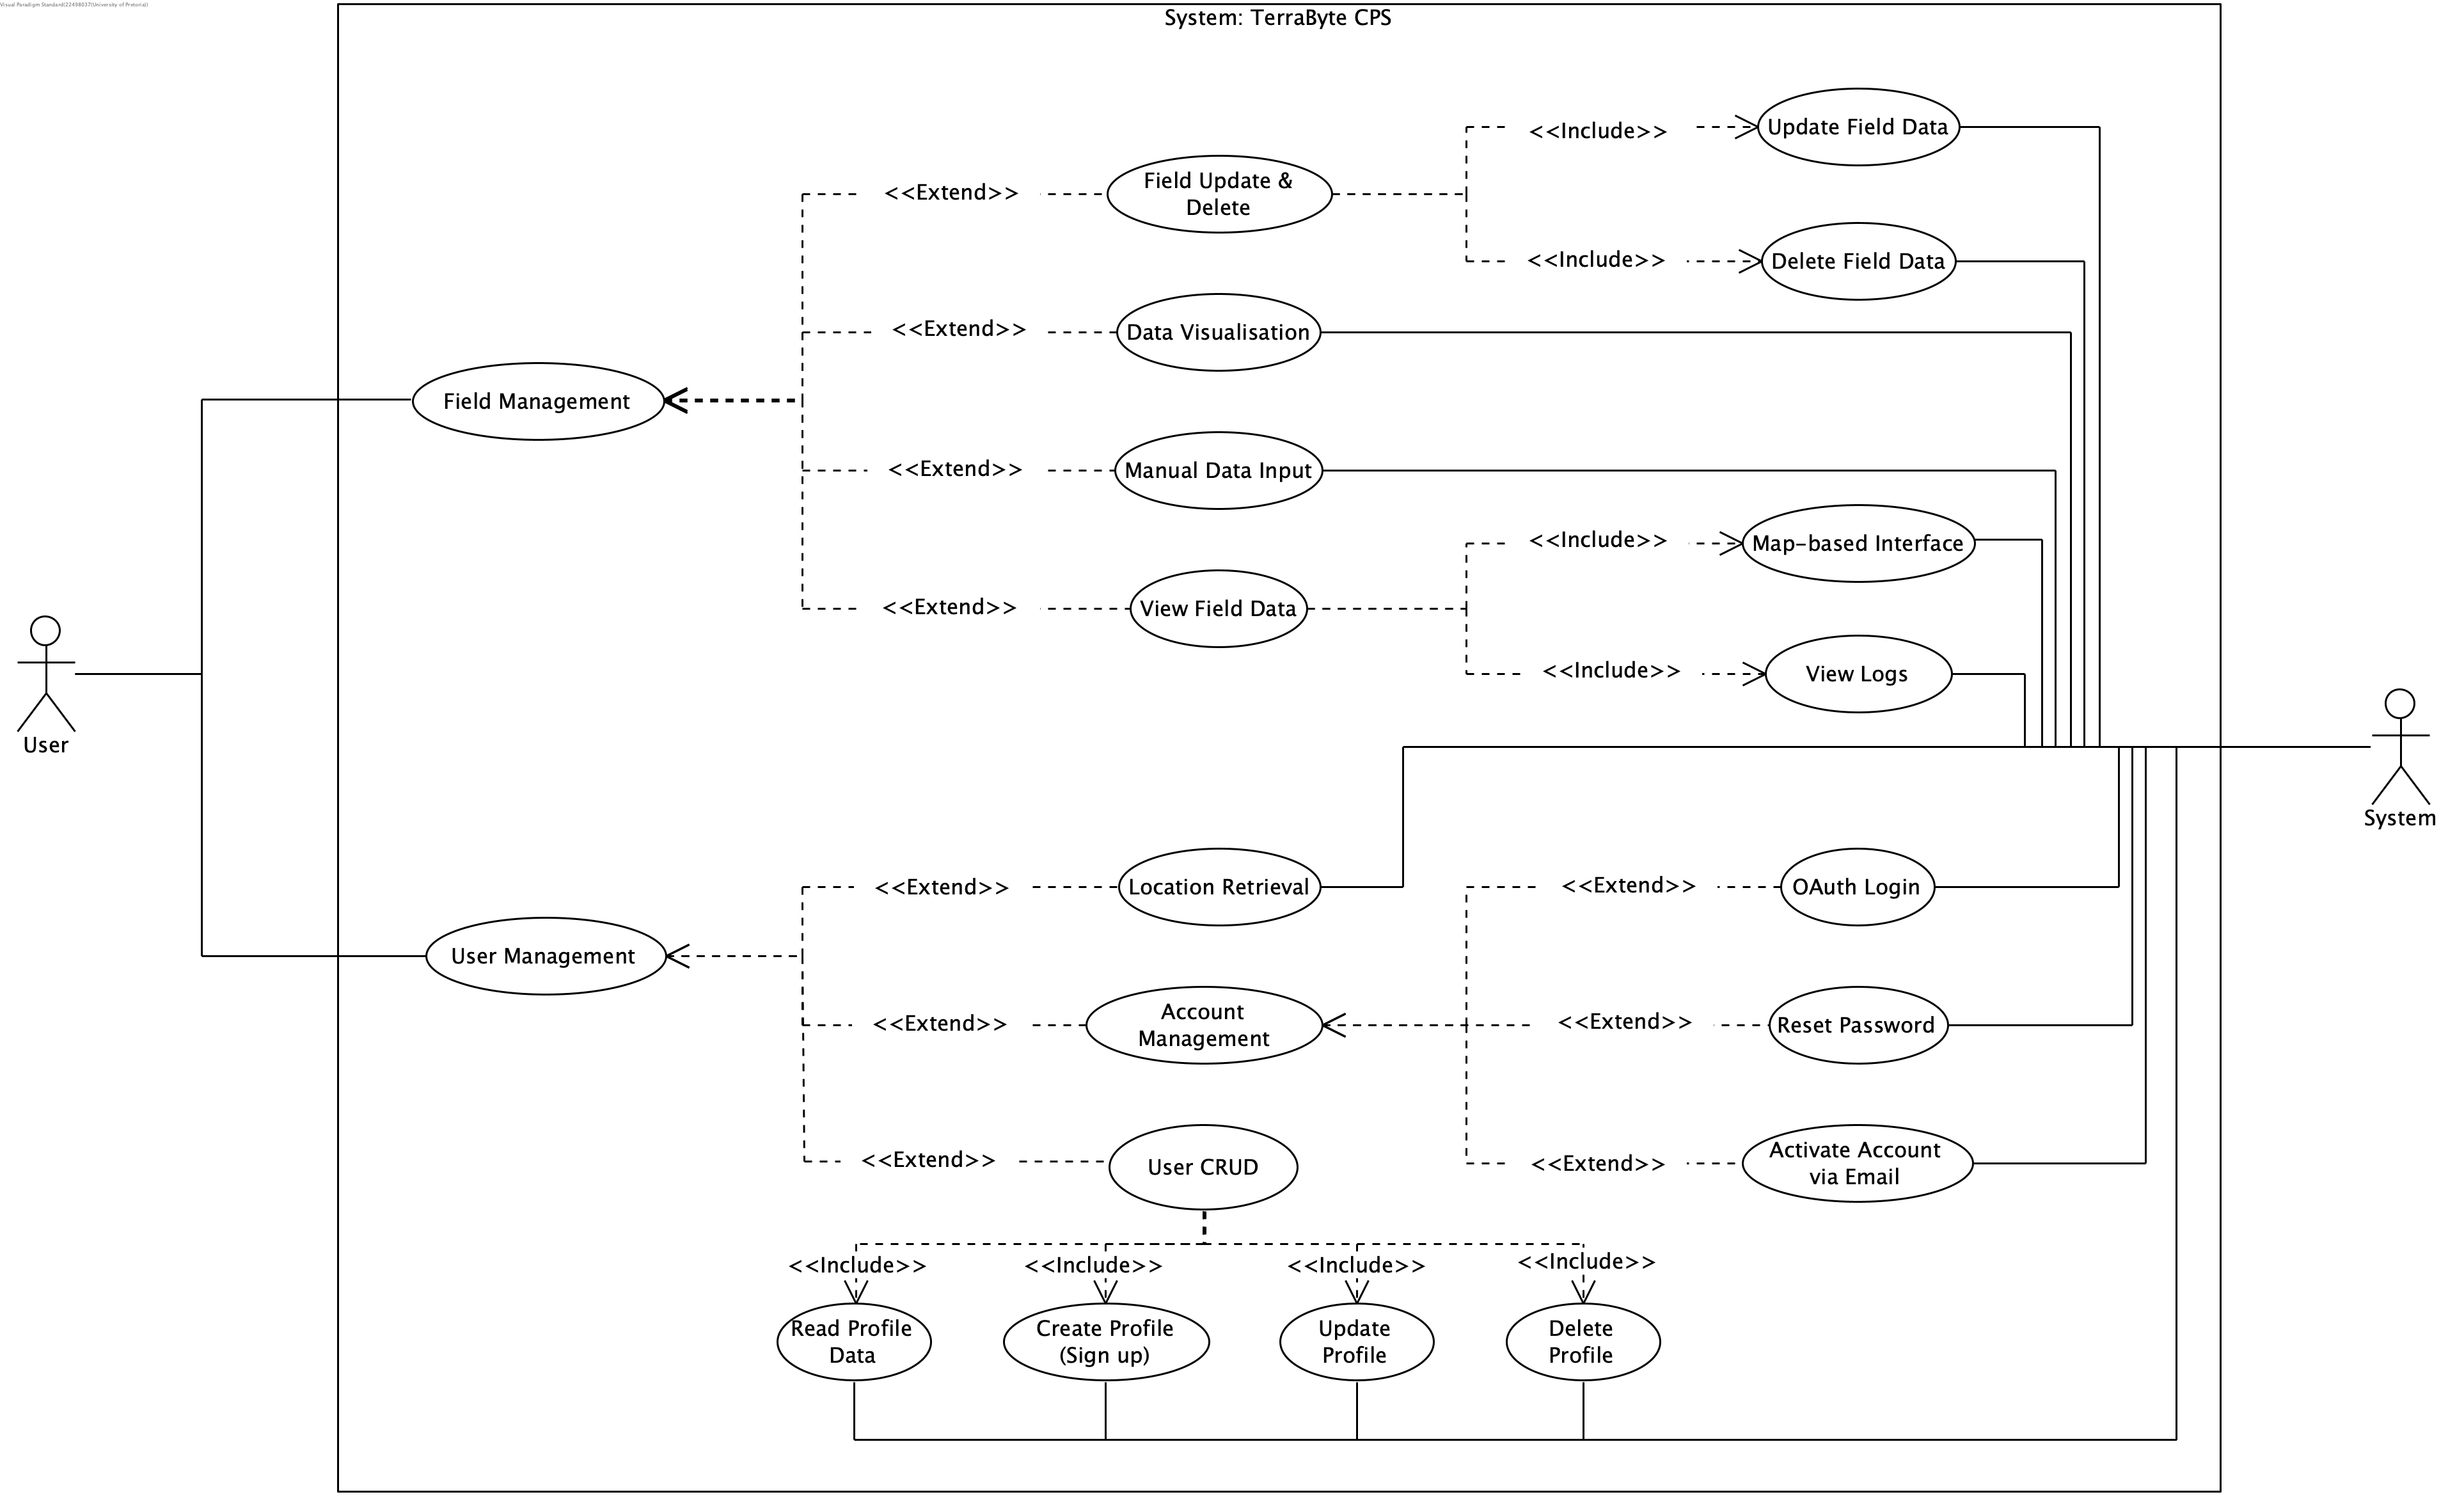 Visual Paradigm Standard(22498037(University of Pretoria))
System: TerraByte CPS
<<Include>>
Update Field Data
<<Extend>>
Field Update &
Delete
<<Include>>
Delete Field Data
<<Extend>>
Data Visualisation
Field Management
<<Extend>>
Manual Data Input
<<Include>>
Map-based Interface
<<Extend>>
View Field Data
<<Include>>
View Logs
User
System
<<Extend>>
Location Retrieval
<<Extend>>
OAuth Login
User Management
<<Extend>>
Account
Management
<<Extend>>
Reset Password
<<Extend>>
User CRUD
<<Extend>>
Activate Account
via Email
<<Include>>
<<Include>>
<<Include>>
<<Include>>
Read Profile
Data
Create Profile
(Sign up)
Update
Profile
Delete
Profile